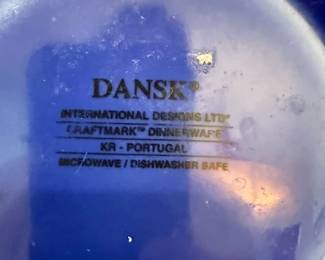 DANSK®
INTERNATIONAL DESIGNS LTD®
CRAFTMARK™ DINNERWARE
KR - PORTUGAL
MICROWAVE / DISHWASHER SAFE